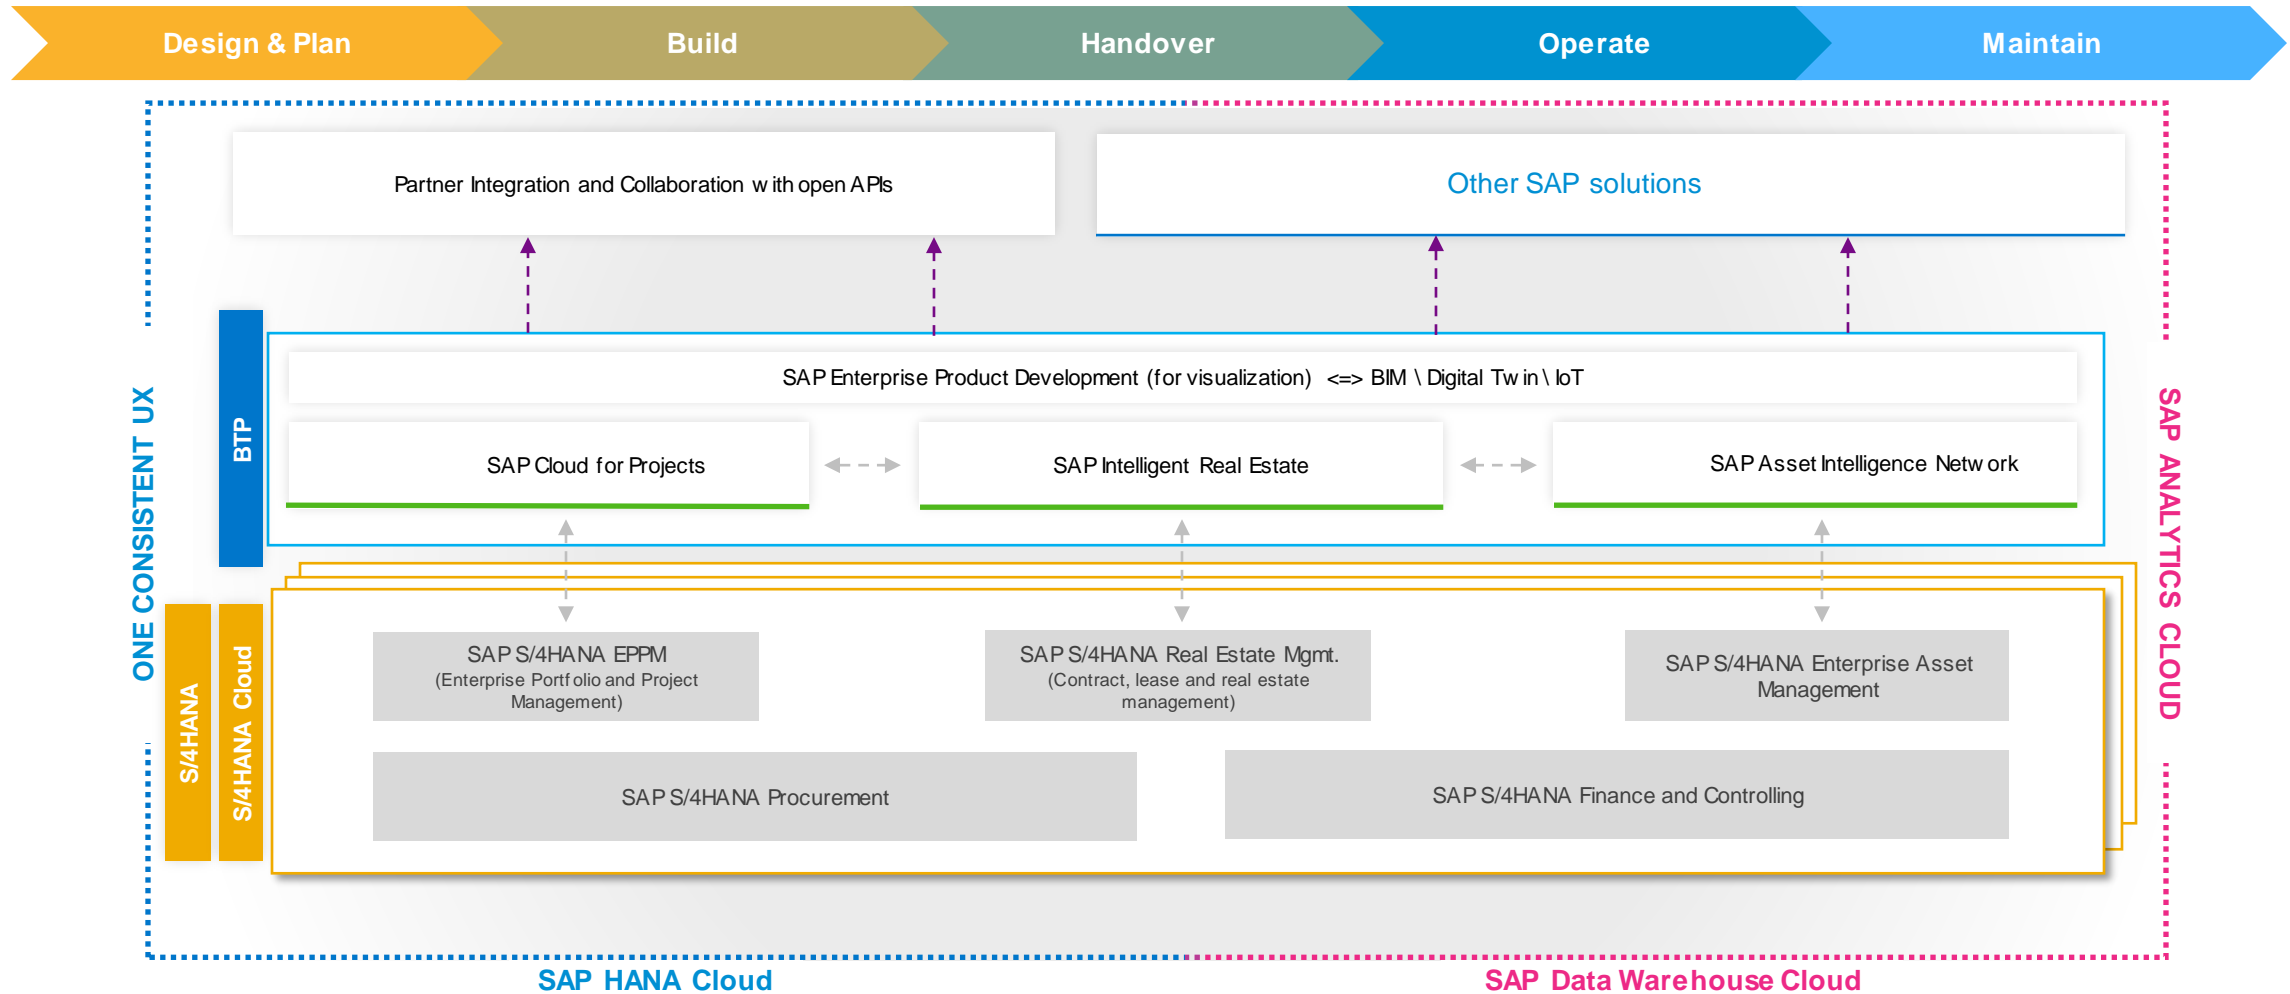 Design & Plan
Build
Handover
Operate
Maintain
Partner Integration and Collaboration with open APIs
Other SAP solutions
ONE CONSISTENT UX
BTP
SAP Enterprise Product Development (for visualization) <=> BIM \ Digital Twin \ IoT
SAP Cloud for Projects
SAP Intelligent Real Estate
SAP Asset Intelligence Network
SAP ANALYTICS CLOUD
S/4HANA
S/4HANA Cloud
SAP S/4HANA EPPM
(Enterprise Portfolio and Project
Management)
SAP S/4HANA Real Estate Mgmt.
(Contract, lease and real estate
management)
SAP S/4HANA Enterprise Asset
Management
SAP S/4HANA Procurement
SAP S/4HANA Finance and Controlling
SAP HANA Cloud
SAP Data Warehouse Cloud